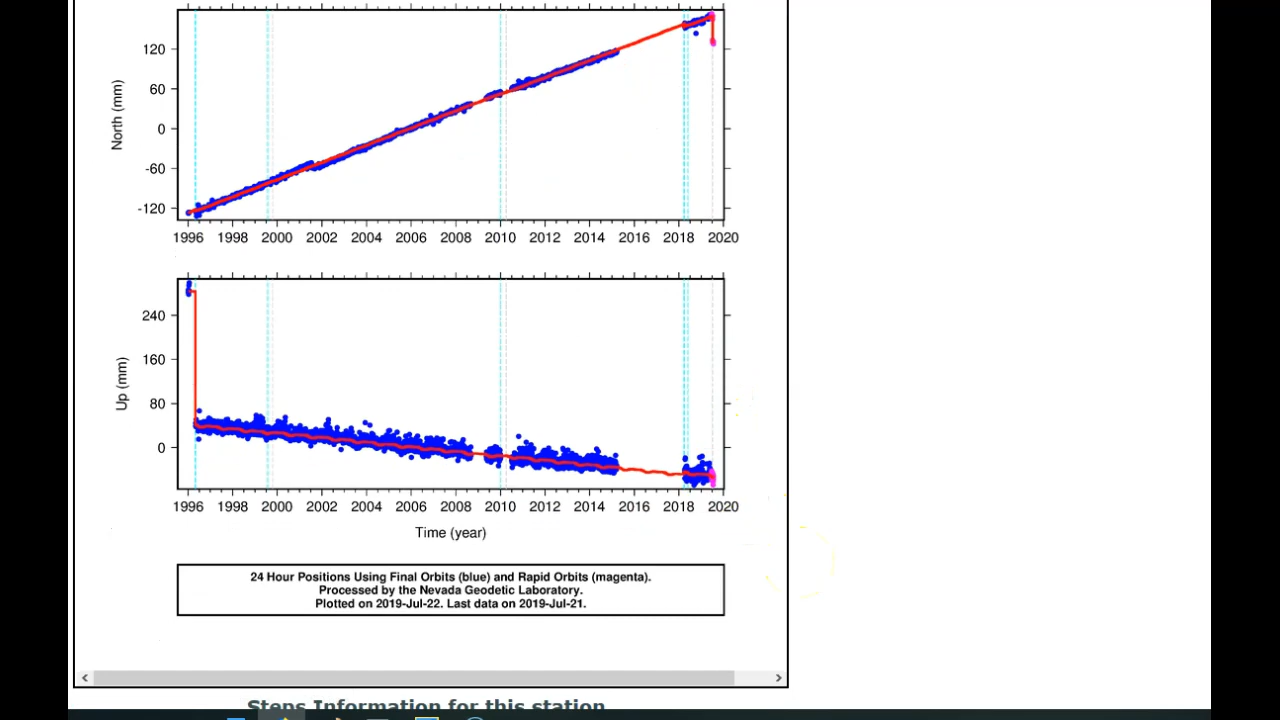 120
60
0
-60
-120
North (mm)
1996 1998 2000 2002 2004 2006 2008 2010 2012 2014 2016 2018 2020
240
160
80
0
Up (mm)
1996 1998 2000 2002 2004 2006 2008 2010 2012 2014 2016 2018 2020
Time (year)
24 Hour Positions Using Final Orbits (blue) and Rapid Orbits (magenta).
Processed by the Nevada Geodetic Laboratory.
Plotted on 2019-Jul-22. Last data on 2019-Jul-21.
Steps Information for this station